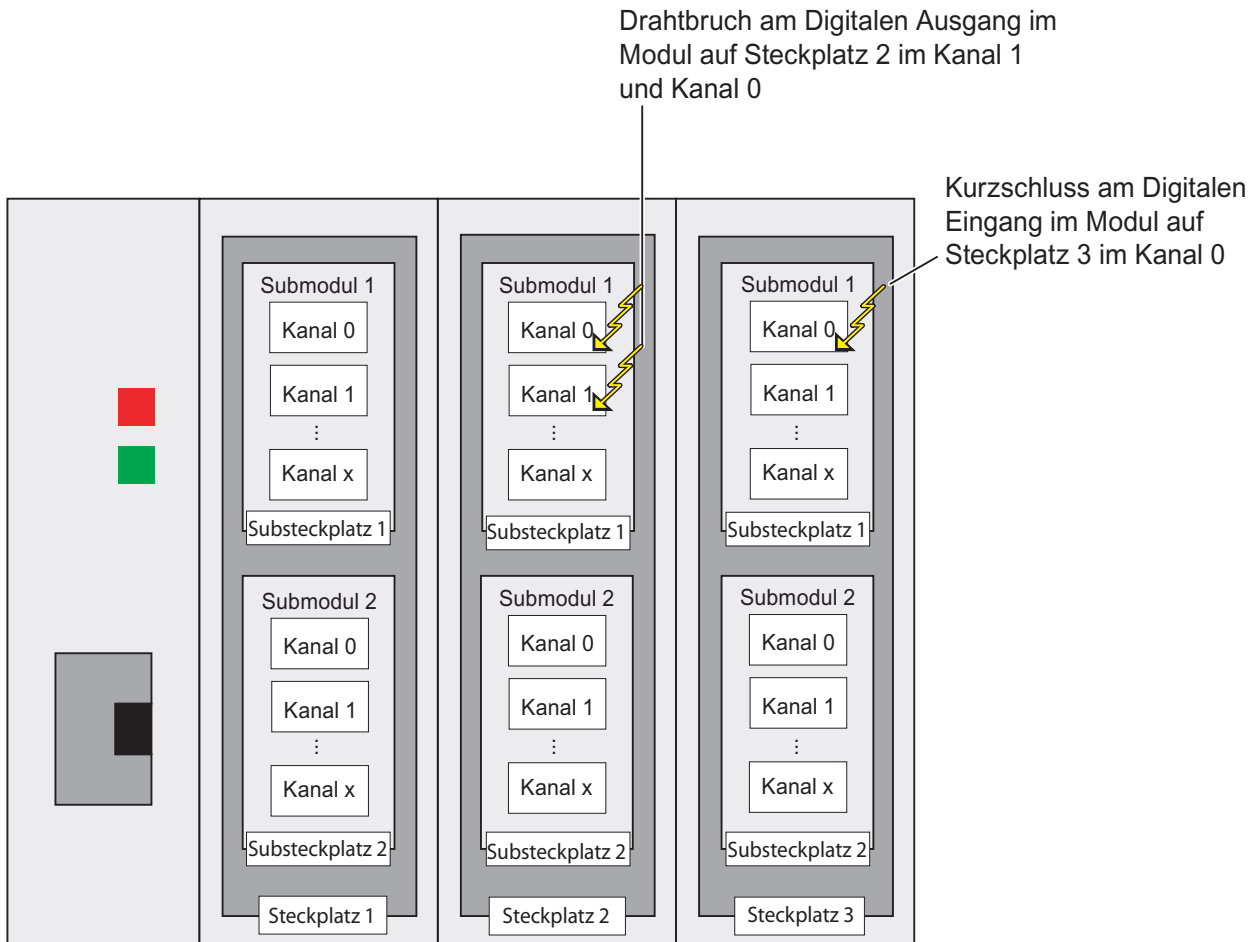 Drahtbruch am Digitalen Ausgang im
Modul auf Steckplatz 2 im Kanal 1
und Kanal 0
Kurzschluss am Digitalen
Eingang im Modul auf
Steckplatz 3 im Kanal 0
Submodul 1
Kanal 0
Kanal 1
⋮
Kanal x
Substeckplatz 1
Submodul 2
Kanal 0
Kanal 1
⋮
Kanal x
Substeckplatz 2
Steckplatz 1
Submodul 1
Kanal 0
Kanal 1
⋮
Kanal x
Substeckplatz 1
Submodul 2
Kanal 0
Kanal 1
⋮
Kanal x
Substeckplatz 2
Steckplatz 2
Submodul 1
Kanal 0
Kanal 1
⋮
Kanal x
Substeckplatz 1
Submodul 2
Kanal 0
Kanal 1
⋮
Kanal x
Substeckplatz 2
Steckplatz 3